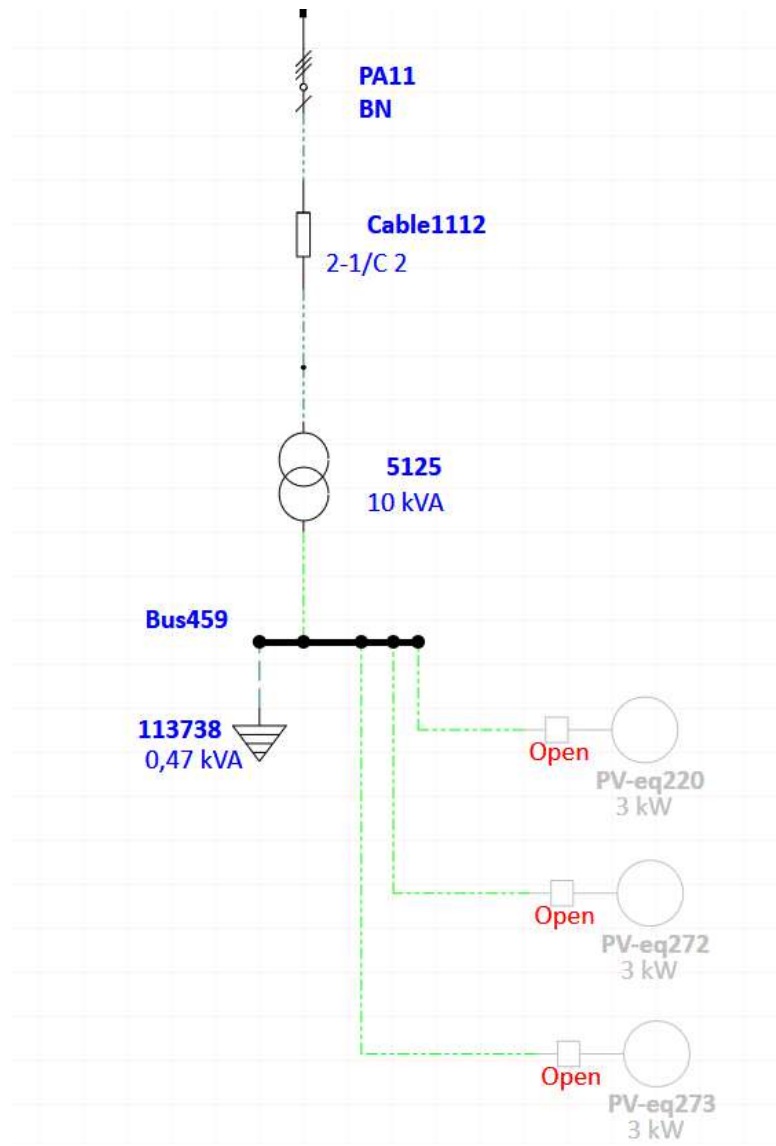 PA11
BN
Cable1112
2-1/C 2
5125
10 kVA
Bus459
113738
0,47 kVA
Open
PV-eq220
3 kW
Open
PV-eq272
3 kW
Open
PV-eq273
3 kW